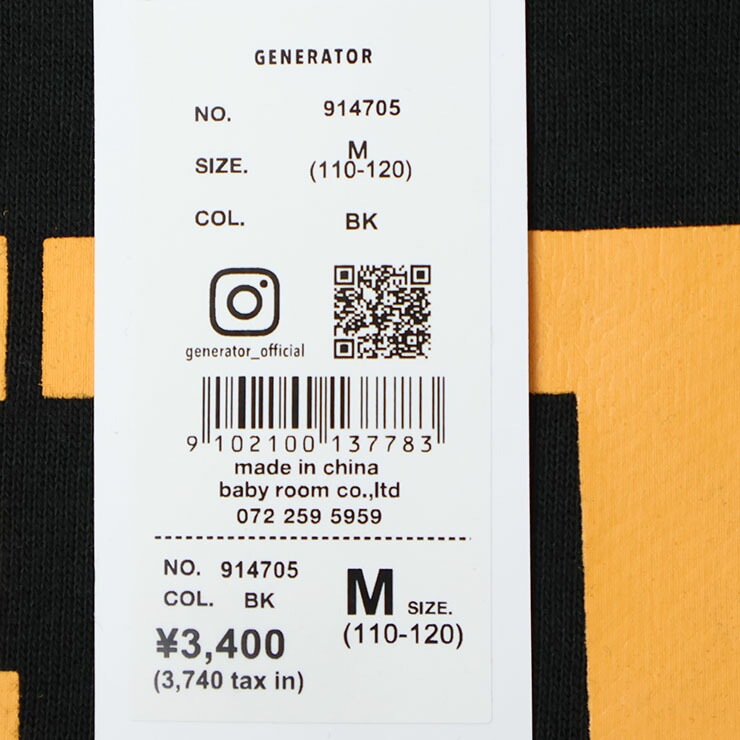 GENERATOR
NO. 914705
SIZE. M
(110-120)
COL. BK
generator_official
9 102100 137783
made in china
baby room co.,ltd
072 259 5959
NO. 914705
COL. BK
M SIZE.
(110-120)
¥3,400
(3,740 tax in)